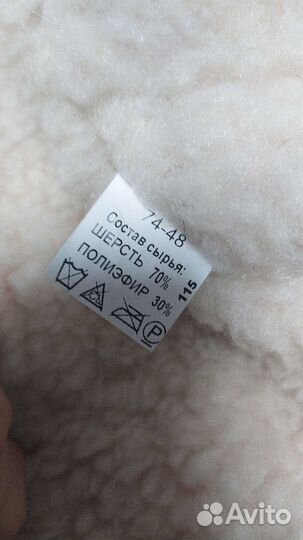 74-48
Состав сырья:
ШЕРСТЬ 70%
ПОЛИЭФИР 30%
115
P
Avito